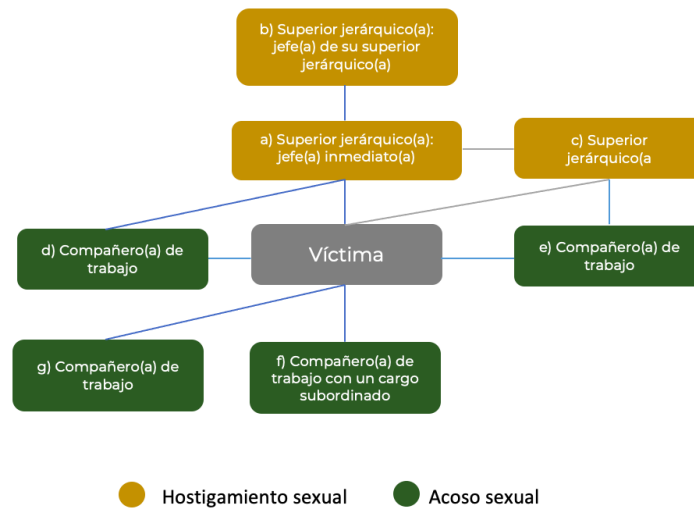 b) Superior jerárquico(a):
jefe(a) de su superior
jerárquico(a)
a) Superior jerárquico(a):
jefe(a) inmediato(a)
c) Superior
jerárquico(a
d) Compañero(a) de
trabajo
Víctima
e) Compañero(a) de
trabajo
g) Compañero(a) de
trabajo
f) Compañero(a) de
trabajo con un cargo
subordinado
Hostigamiento sexual
Acoso sexual